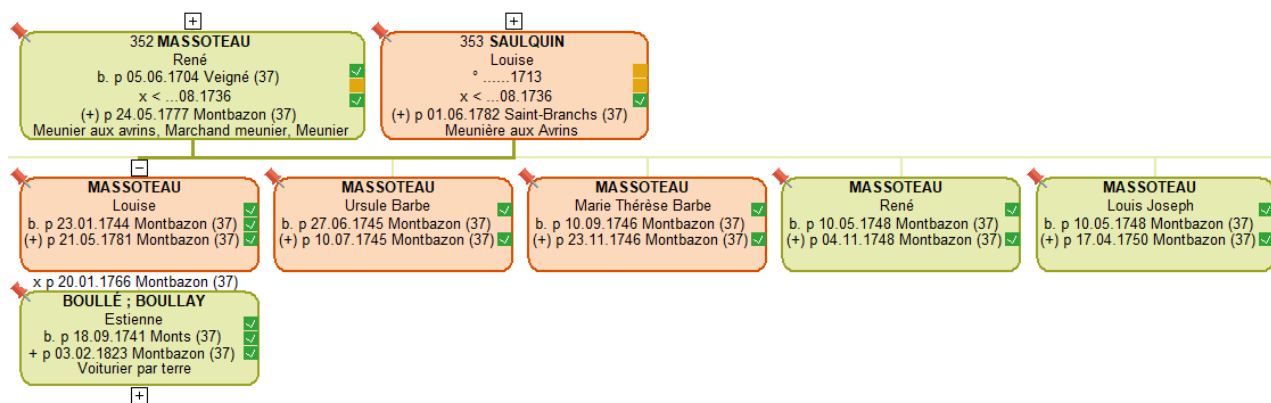 352 MASSOTEAU
René
b. p 05.06.1704 Veigné (37)
x < ...08.1736
(+) p 24.05.1777 Montbazon (37)
Meunier aux avrins, Marchand meunier, Meunier
353 SAULQUIN
Louise
° ......1713
x < ...08.1736
(+) p 01.06.1782 Saint-Branchs (37)
Meunière aux Avrins
MASSOTEAU
Louise
b. p 23.01.1744 Montbazon (37)
(+) p 21.05.1781 Montbazon (37)
x p 20.01.1766 Montbazon (37)
BOULLÉ ; BOULLAY
Estienne
b. p 18.09.1741 Monts (37)
+ p 03.02.1823 Montbazon (37)
Voiturier par terre
MASSOTEAU
Ursule Barbe
b. p 27.06.1745 Montbazon (37)
(+) p 10.07.1745 Montbazon (37)
MASSOTEAU
Marie Thérèse Barbe
b. p 10.09.1746 Montbazon (37)
(+) p 23.11.1746 Montbazon (37)
MASSOTEAU
René
b. p 10.05.1748 Montbazon (37)
(+) p 04.11.1748 Montbazon (37)
MASSOTEAU
Louis Joseph
b. p 10.05.1748 Montbazon (37)
(+) p 17.04.1750 Montbazon (37)